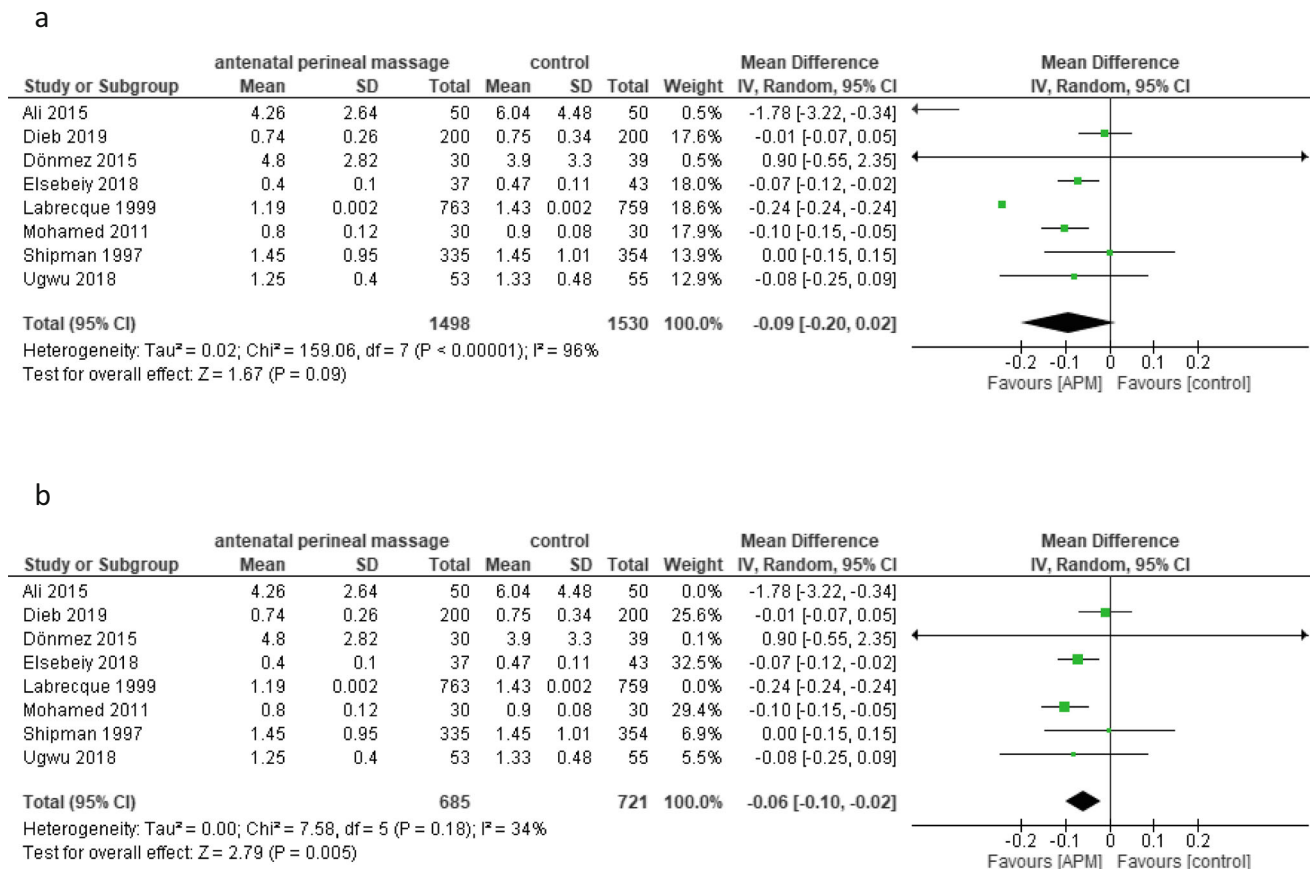 a
antenatal perineal massage control Mean Difference Mean Difference
Study or Subgroup Mean SD Total Mean SD Total Weight IV, Random, 95% CI IV, Random, 95% CI
Ali 2015 4.26 2.64 50 6.04 4.48 50 0.5% -1.78 [-3.22, -0.34]
Dieb 2019 0.74 0.26 200 0.75 0.34 200 17.6% -0.01 [-0.07, 0.05]
Dönmez 2015 4.8 2.82 30 3.9 3.3 39 0.5% 0.90 [-0.55, 2.35]
Elsebeiy 2018 0.4 0.1 37 0.47 0.11 43 18.0% -0.07 [-0.12, -0.02]
Labrecque 1999 1.19 0.002 763 1.43 0.002 759 18.6% -0.24 [-0.24, -0.24]
Mohamed 2011 0.8 0.12 30 0.9 0.08 30 17.9% -0.10 [-0.15, -0.05]
Shipman 1997 1.45 0.95 335 1.45 1.01 354 13.9% 0.00 [-0.15, 0.15]
Ugwu 2018 1.25 0.4 53 1.33 0.48 55 12.9% -0.08 [-0.25, 0.09]
Total (95% CI) 1498 1530 100.0% -0.09 [-0.20, 0.02]
Heterogeneity: Tau² = 0.02; Chi² = 159.06, df = 7 (P < 0.00001); I² = 96%
Test for overall effect: Z = 1.67 (P = 0.09)
-0.2 -0.1 0 0.1 0.2
Favours [APM] Favours [control]
b
antenatal perineal massage control Mean Difference Mean Difference
Study or Subgroup Mean SD Total Mean SD Total Weight IV, Random, 95% CI IV, Random, 95% CI
Ali 2015 4.26 2.64 50 6.04 4.48 50 0.0% -1.78 [-3.22, -0.34]
Dieb 2019 0.74 0.26 200 0.75 0.34 200 25.6% -0.01 [-0.07, 0.05]
Dönmez 2015 4.8 2.82 30 3.9 3.3 39 0.1% 0.90 [-0.55, 2.35]
Elsebeiy 2018 0.4 0.1 37 0.47 0.11 43 32.5% -0.07 [-0.12, -0.02]
Labrecque 1999 1.19 0.002 763 1.43 0.002 759 0.0% -0.24 [-0.24, -0.24]
Mohamed 2011 0.8 0.12 30 0.9 0.08 30 29.4% -0.10 [-0.15, -0.05]
Shipman 1997 1.45 0.95 335 1.45 1.01 354 6.9% 0.00 [-0.15, 0.15]
Ugwu 2018 1.25 0.4 53 1.33 0.48 55 5.5% -0.08 [-0.25, 0.09]
Total (95% CI) 685 721 100.0% -0.06 [-0.10, -0.02]
Heterogeneity: Tau² = 0.00; Chi² = 7.58, df = 5 (P = 0.18); I² = 34%
Test for overall effect: Z = 2.79 (P = 0.005)
-0.2 -0.1 0 0.1 0.2
Favours [APM] Favours [control]